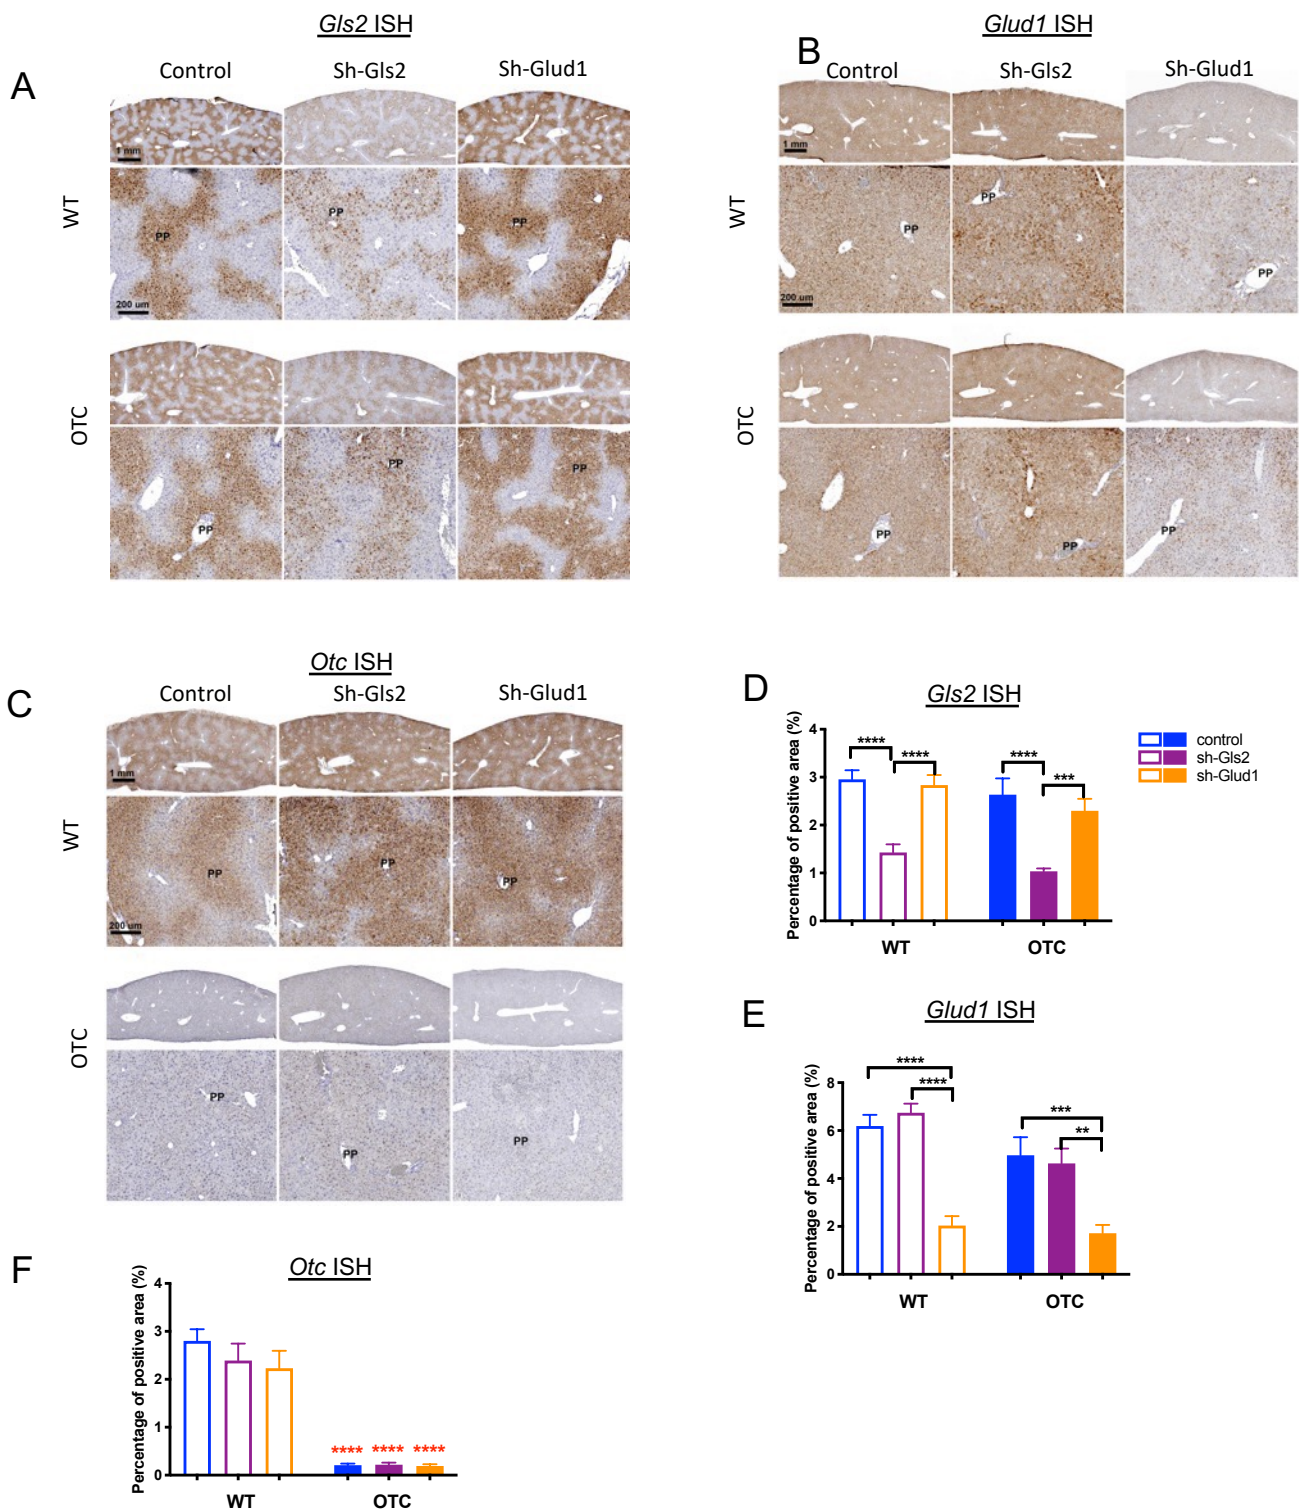 Gls2 ISH
A
Control Sh-Gls2 Sh-Glud1
1 mm
WT
PP PP PP
200 um
OTC
PP PP PP
Glud1 ISH
B
Control Sh-Gls2 Sh-Glud1
1 mm
WT
PP PP PP
200 um
OTC
PP PP PP
Otc ISH
C
Control Sh-Gls2 Sh-Glud1
1 mm
WT
PP PP PP
200 um
OTC
PP PP PP
D
Gls2 ISH
Percentage of positive area (%)
4
3
2
1
0
**** **** **** ***
WT OTC
control
sh-Gls2
sh-Glud1
E
Glud1 ISH
Percentage of positive area (%)
8
6
4
2
0
****
****
***
**
WT OTC
F
Otc ISH
Percentage of positive area (%)
4
3
2
1
0
**** **** ****
WT OTC